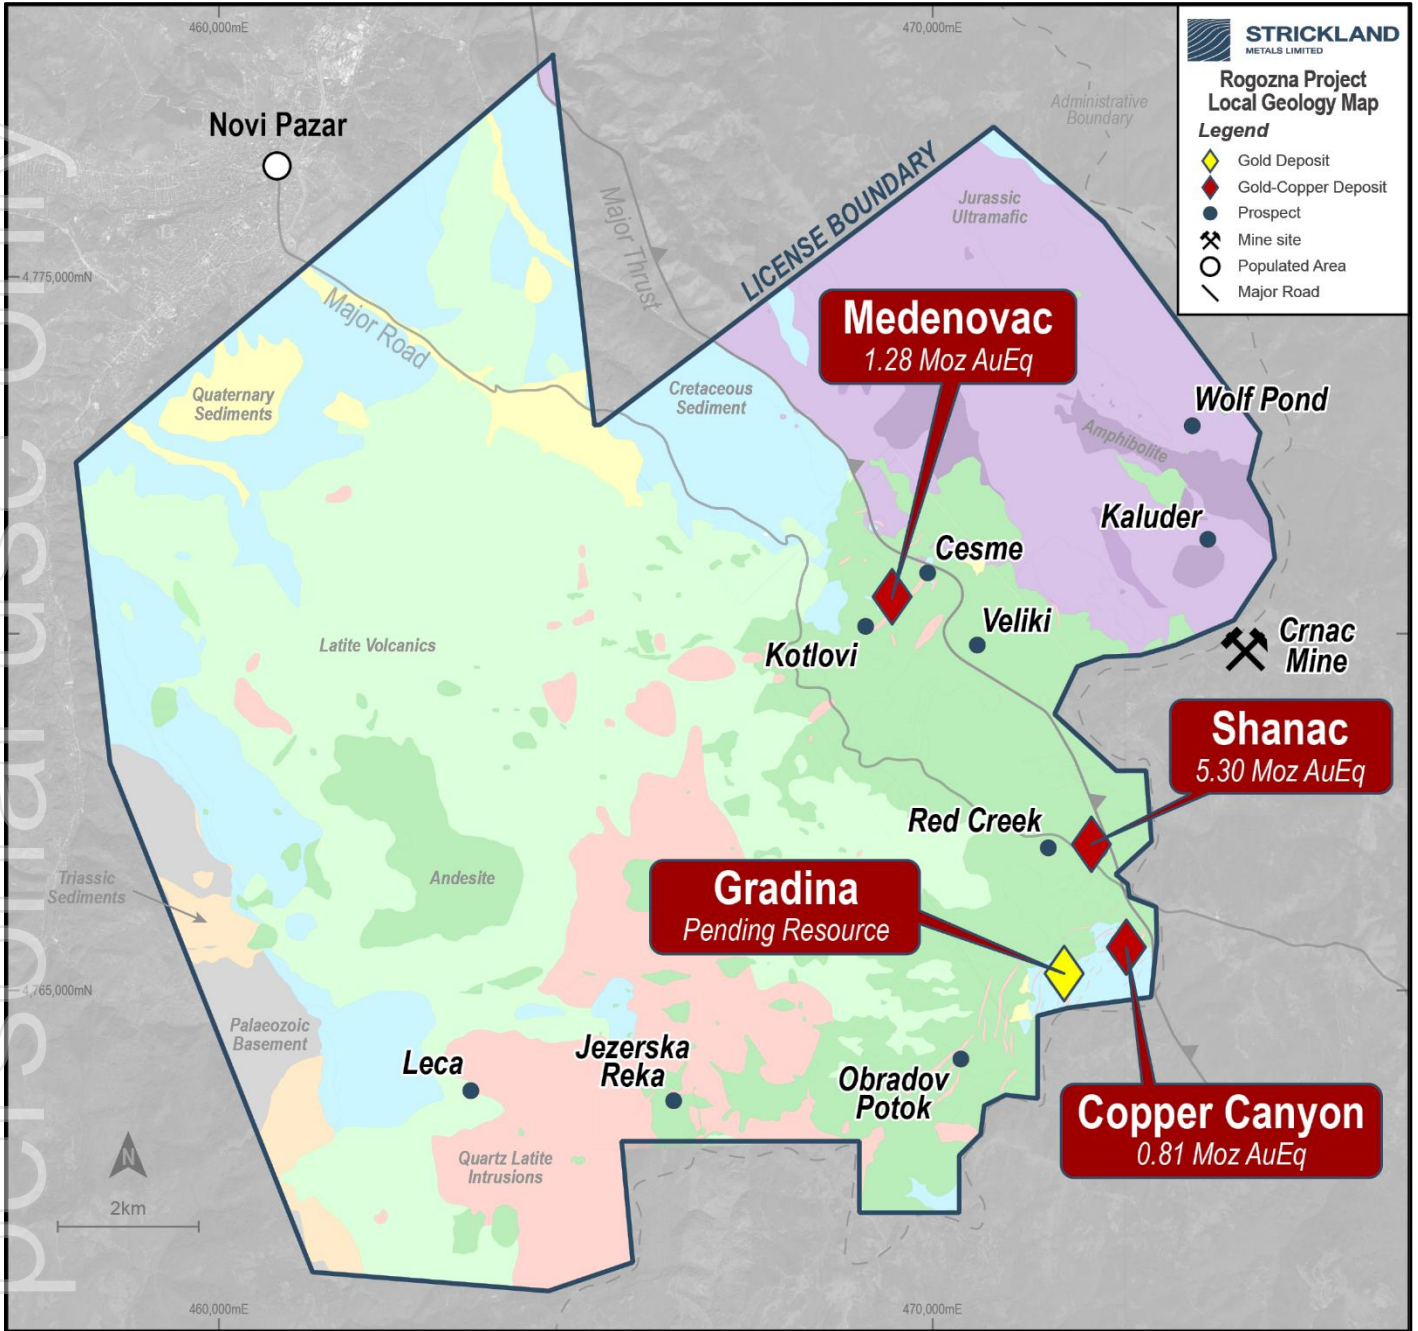 460,000mE
470,000mE
STRICKLAND
METALS LIMITED
Rogozna Project
Local Geology Map
Legend
Gold Deposit
Gold-Copper Deposit
Prospect
Mine site
Populated Area
Major Road
Administrative
Boundary
Novi Pazar
LICENSE BOUNDARY
Jurassic
Ultramafic
Major Thrust
4,775,000mN
Major Road
Medenovac
1.28 Moz AuEq
Quaternary
Sediments
Cretaceous
Sediment
Wolf Pond
Amphibolite
Kaluder
Cesme
Veliki
Kotlovi
Crnac
Mine
Latite Volcanics
Shanac
5.30 Moz AuEq
Red Creek
Andesite
Triassic
Sediments
Gradina
Pending Resource
4,765,000mN
Palaeozoic
Basement
Leca
Jezerska
Reka
Obradov
Potok
Copper Canyon
0.81 Moz AuEq
Quartz Latite
Intrusions
N
2km
460,000mE
470,000mE
personal use only